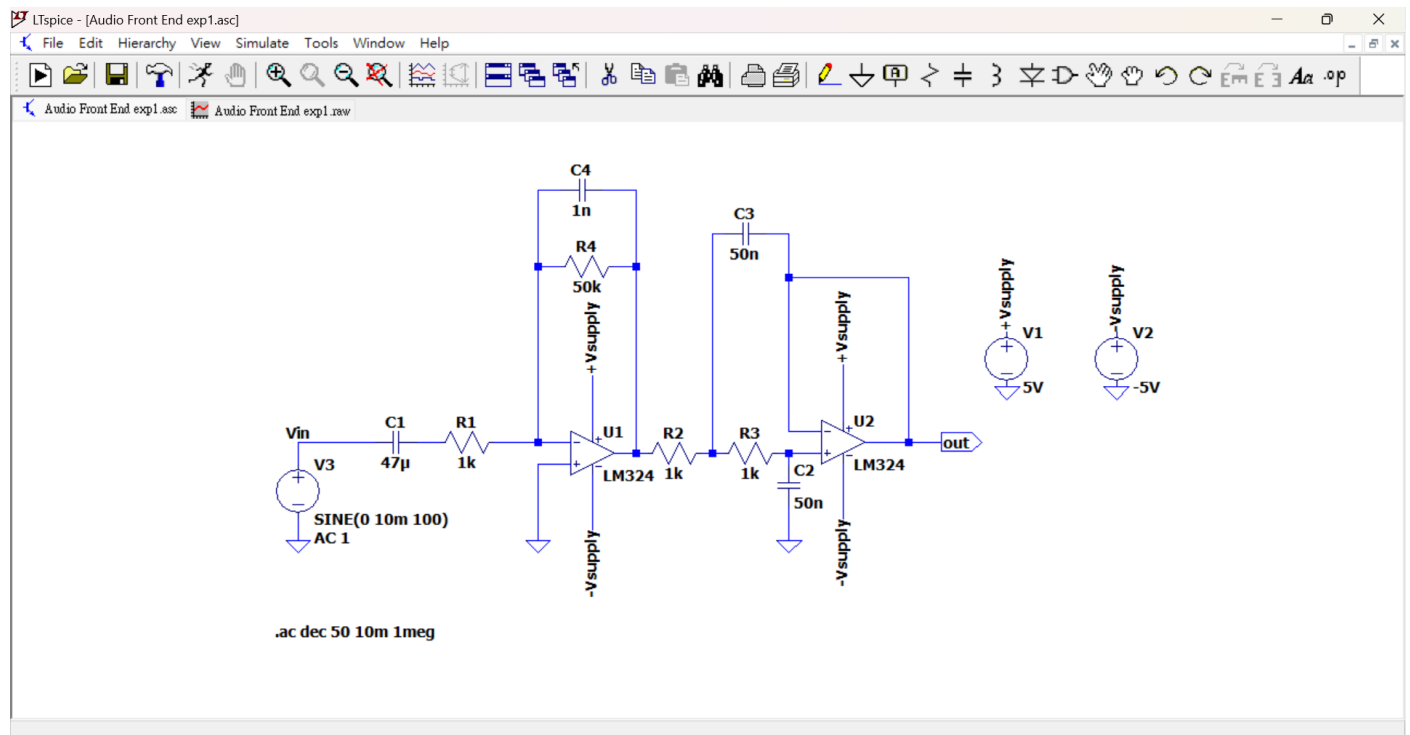 LTspice - [Audio Front End exp1.asc]
File Edit Hierarchy View Simulate Tools Window Help
Aa .op
Audio Front End exp1.asc
Audio Front End exp1.raw
C4
1n
C3
50n
R4
50k
+Vsupply
+Vsupply
+Vsupply
-Vsupply
V1
5V
V2
-5V
Vin
C1
47µ
R1
1k
U1
LM324
R2
1k
R3
1k
U2
LM324
out
C2
50n
V3
SINE(0 10m 100)
AC 1
-Vsupply
-Vsupply
.ac dec 50 10m 1meg